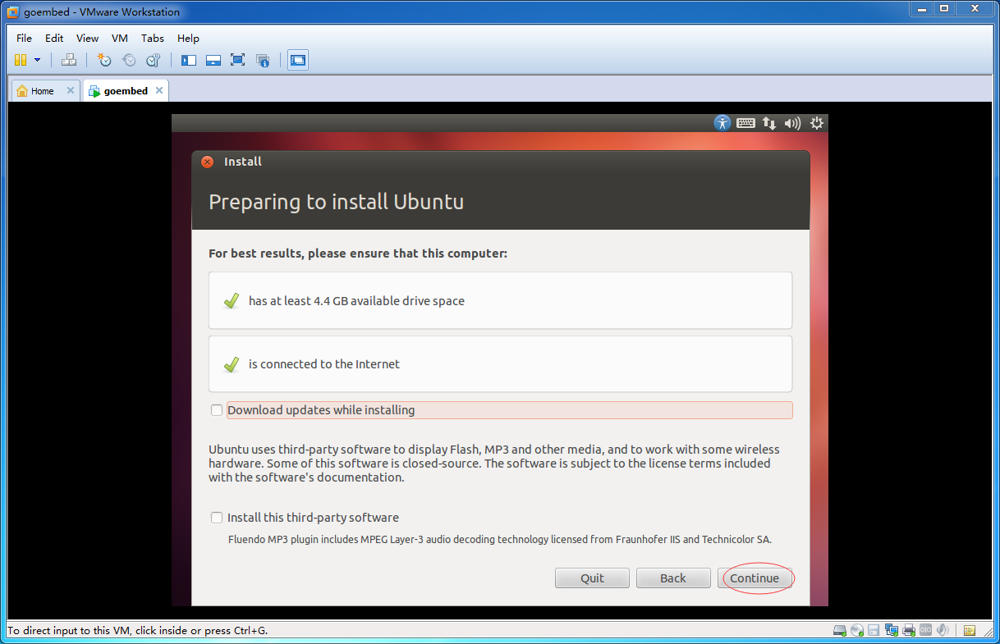 goembed - VMware Workstation
File Edit View VM Tabs Help
Home goembed
Install
Preparing to install Ubuntu
For best results, please ensure that this computer:
has at least 4.4 GB available drive space
is connected to the Internet
Download updates while installing
Ubuntu uses third-party software to display Flash, MP3 and other media, and to work with some wireless
hardware. Some of this software is closed-source. The software is subject to the license terms included
with the software's documentation.
Install this third-party software
Fluendo MP3 plugin includes MPEG Layer-3 audio decoding technology licensed from Fraunhofer IIS and Technicolor SA.
Quit Back Continue
To direct input to this VM, click inside or press Ctrl+G.